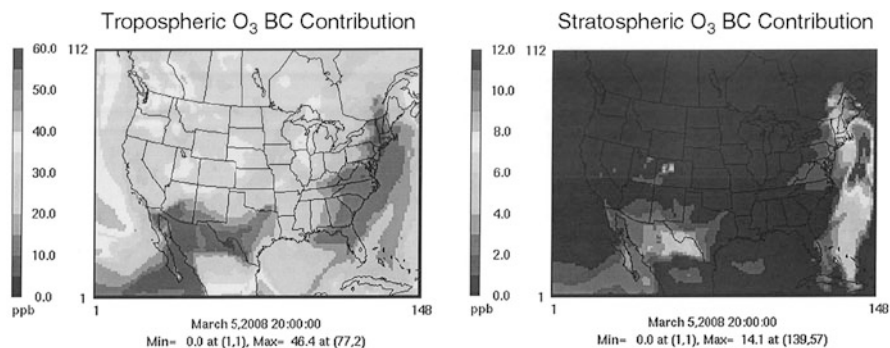 Tropospheric O₃ BC Contribution
60.0
50.0
40.0
30.0
20.0
10.0
0.0
ppb
112
1
1
148
March 5,2008 20:00:00
Min= 0.0 at (1,1), Max= 46.4 at (77,2)
Stratospheric O₃ BC Contribution
12.0
10.0
8.0
6.0
4.0
2.0
0.0
ppb
112
1
1
148
March 5,2008 20:00:00
Min= 0.0 at (1,1), Max= 14.1 at (139,57)